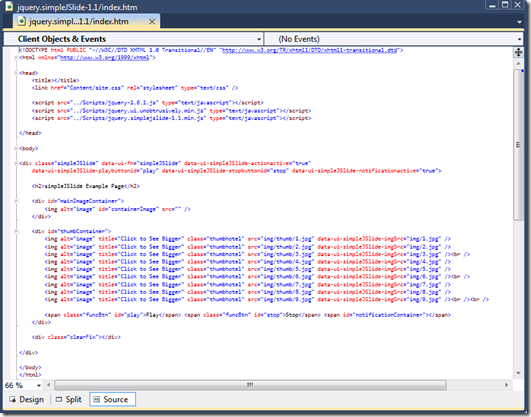 jquery.simpleJSlide-1.1/index.htm
jquery.simpl...1.1/index.htm
Client Objects & Events
(No Events)
<!DOCTYPE html PUBLIC "-//W3C//DTD XHTML 1.0 Transitional//EN" "http://www.w3.org/TR/xhtml1/DTD/xhtml1-transitional.dtd">
<html xmlns="http://www.w3.org/1999/xhtml">
<head>
<title></title>
<link href="Content/site.css" rel="stylesheet" type="text/css" />
<script src="../Scripts/jquery-1.6.1.js" type="text/javascript"></script>
<script src="../Scripts/jquery.ui.unobtrusively.min.js" type="text/javascript"></script>
<script src="../Scripts/jquery.simplejslide-1.1.min.js" type="text/javascript"></script>
</head>
<body>
<div class="simpleJSlide" data-ui-fn="simpleJSlide" data-ui-simpleJSlide-actionactive="true"
data-ui-simpleJSlide-playbuttonid="play" data-ui-simpleJSlide-stopbuttonid="stop" data-ui-simpleJSlide-notificationactive="true">
<h2>simpleJSlide Example Page</h2>
<div id="mainImageContainer">
<img alt="image" id="containerImage" src="" />
</div>
<div id="thumbContainer">
<img alt="image" title="Click to See Bigger" class="thumbhotel" src="img/thumb/1.jpg" data-ui-simpleJSlide-imgSrc="img/1.jpg" />
<img alt="image" title="Click to See Bigger" class="thumbhotel" src="img/thumb/2.jpg" data-ui-simpleJSlide-imgSrc="img/2.jpg" />
<img alt="image" title="Click to See Bigger" class="thumbhotel" src="img/thumb/3.jpg" data-ui-simpleJSlide-imgSrc="img/3.jpg" /><br />
<img alt="image" title="Click to See Bigger" class="thumbhotel" src="img/thumb/4.jpg" data-ui-simpleJSlide-imgSrc="img/4.jpg" />
<img alt="image" title="Click to See Bigger" class="thumbhotel" src="img/thumb/5.jpg" data-ui-simpleJSlide-imgSrc="img/5.jpg" />
<img alt="image" title="Click to See Bigger" class="thumbhotel" src="img/thumb/6.jpg" data-ui-simpleJSlide-imgSrc="img/6.jpg" /><br />
<img alt="image" title="Click to See Bigger" class="thumbhotel" src="img/thumb/7.jpg" data-ui-simpleJSlide-imgSrc="img/7.jpg" />
<img alt="image" title="Click to See Bigger" class="thumbhotel" src="img/thumb/8.jpg" data-ui-simpleJSlide-imgSrc="img/8.jpg" />
<img alt="image" title="Click to See Bigger" class="thumbhotel" src="img/thumb/9.jpg" data-ui-simpleJSlide-imgSrc="img/9.jpg" /><br /><br />
<span class="funcBtn" id="play">Play</span> <span class="funcBtn" id="stop">Stop</span> <span id="notificationContainer"></span>
</div>
<div class="clearfix"></div>
</div>
</body>
</html>
66 %
Design
Split
Source